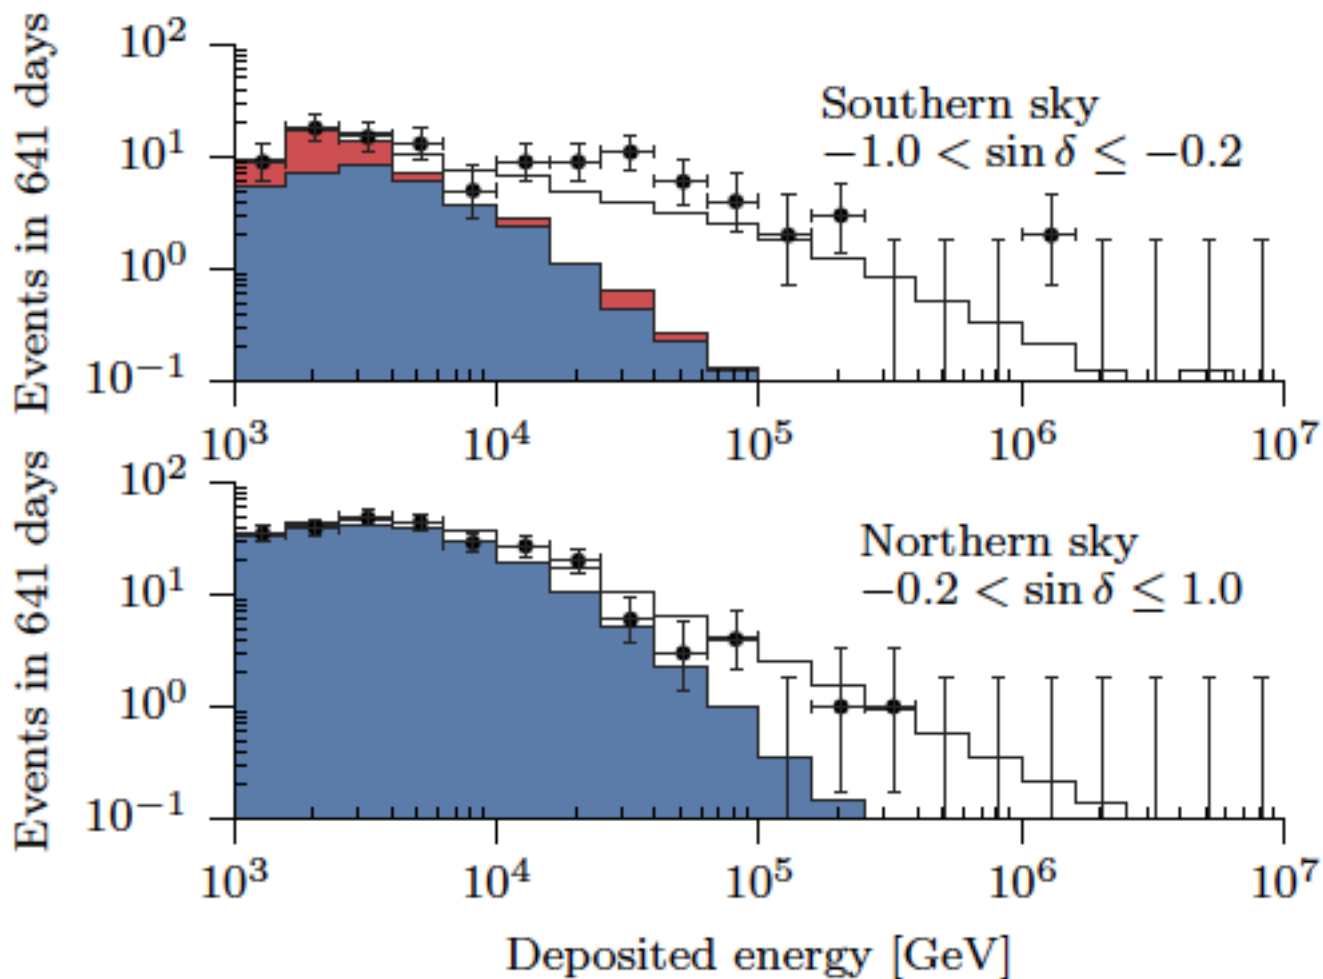 Events in 641 days
10²
10¹
10⁰
10⁻¹
Southern sky
−1.0 < sin δ ≤ −0.2
10³ 10⁴ 10⁵ 10⁶ 10⁷
Events in 641 days
10²
10¹
10⁰
10⁻¹
Northern sky
−0.2 < sin δ ≤ 1.0
10³ 10⁴ 10⁵ 10⁶ 10⁷
Deposited energy [GeV]